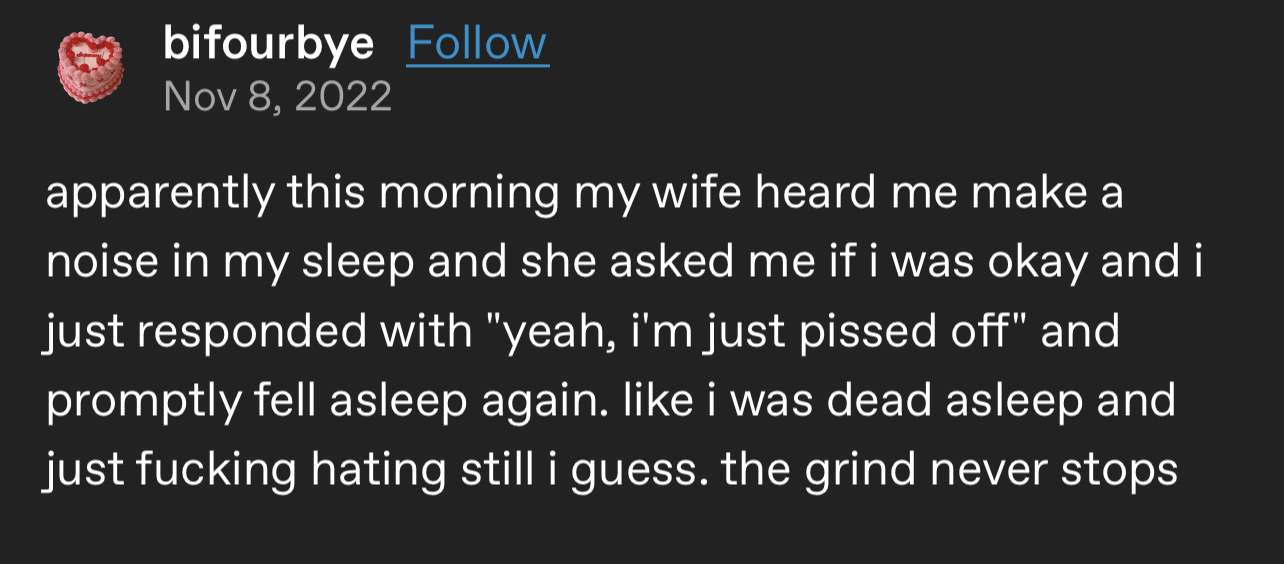 bifourbye Follow
Nov 8, 2022
apparently this morning my wife heard me make a
noise in my sleep and she asked me if i was okay and i
just responded with "yeah, i'm just pissed off" and
promptly fell asleep again. like i was dead asleep and
just fucking hating still i guess. the grind never stops